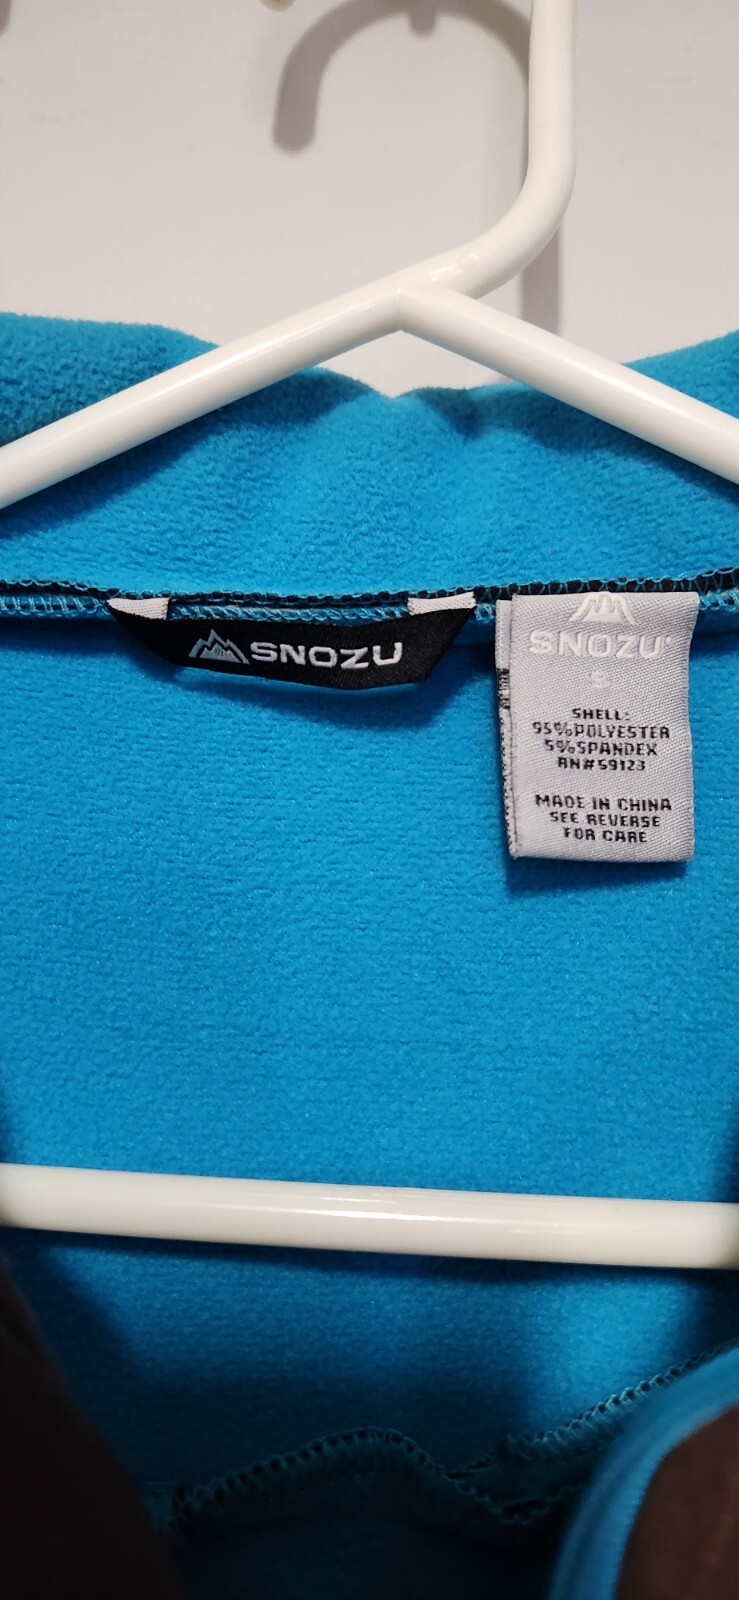 SNOZU
SNOZU
S
SHELL:
95%POLYESTER
5%SPANDEX
RN#59123
MADE IN CHINA
SEE REVERSE
FOR CARE